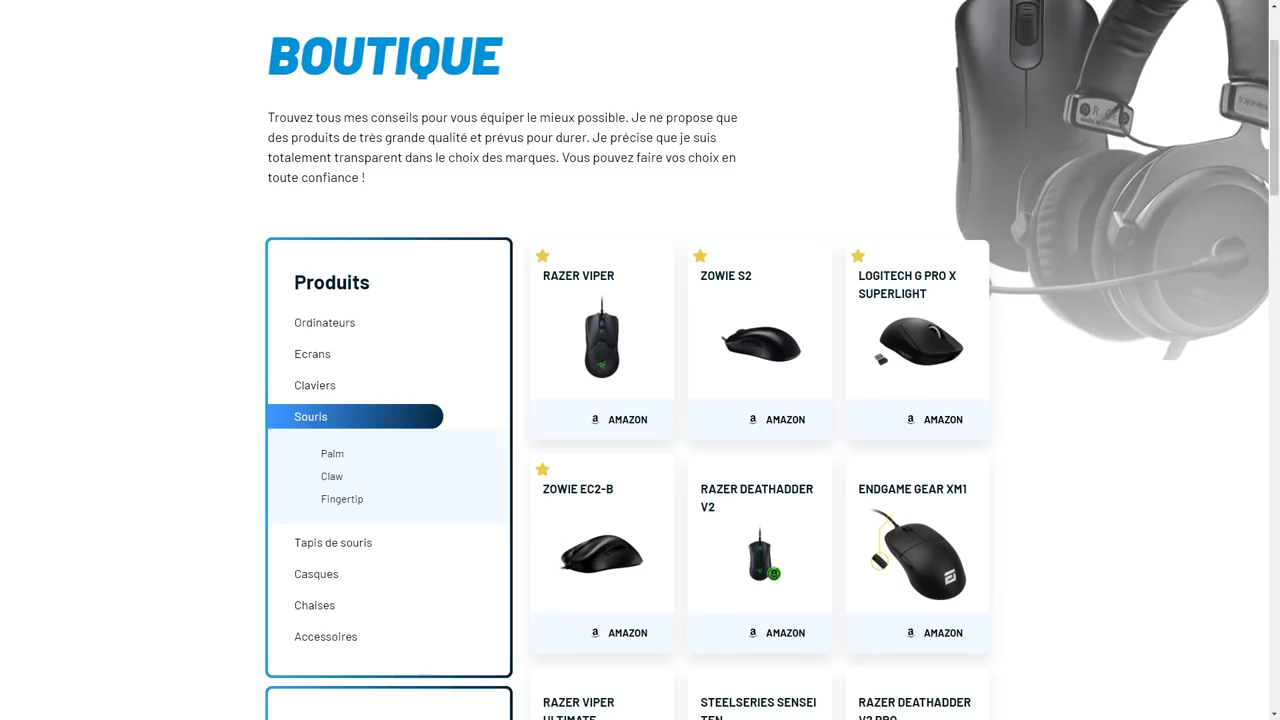 BOUTIQUE
Trouvez tous mes conseils pour vous équiper le mieux possible. Je ne propose que
des produits de très grande qualité et prévus pour durer. Je précise que je suis
totalement transparent dans le choix des marques. Vous pouvez faire vos choix en
toute confiance !
Produits
Ordinateurs
Ecrans
Claviers
Souris
Palm
Claw
Fingertip
Tapis de souris
Casques
Chaises
Accessoires
RAZER VIPER
AMAZON
ZOWIE S2
AMAZON
LOGITECH G PRO X
SUPERLIGHT
AMAZON
ZOWIE EC2-B
AMAZON
RAZER DEATHADDER
V2
AMAZON
ENDGAME GEAR XM1
AMAZON
RAZER VIPER
ULTIMATE
STEELSERIES SENSEI
TEN
RAZER DEATHADDER
V2 PRO